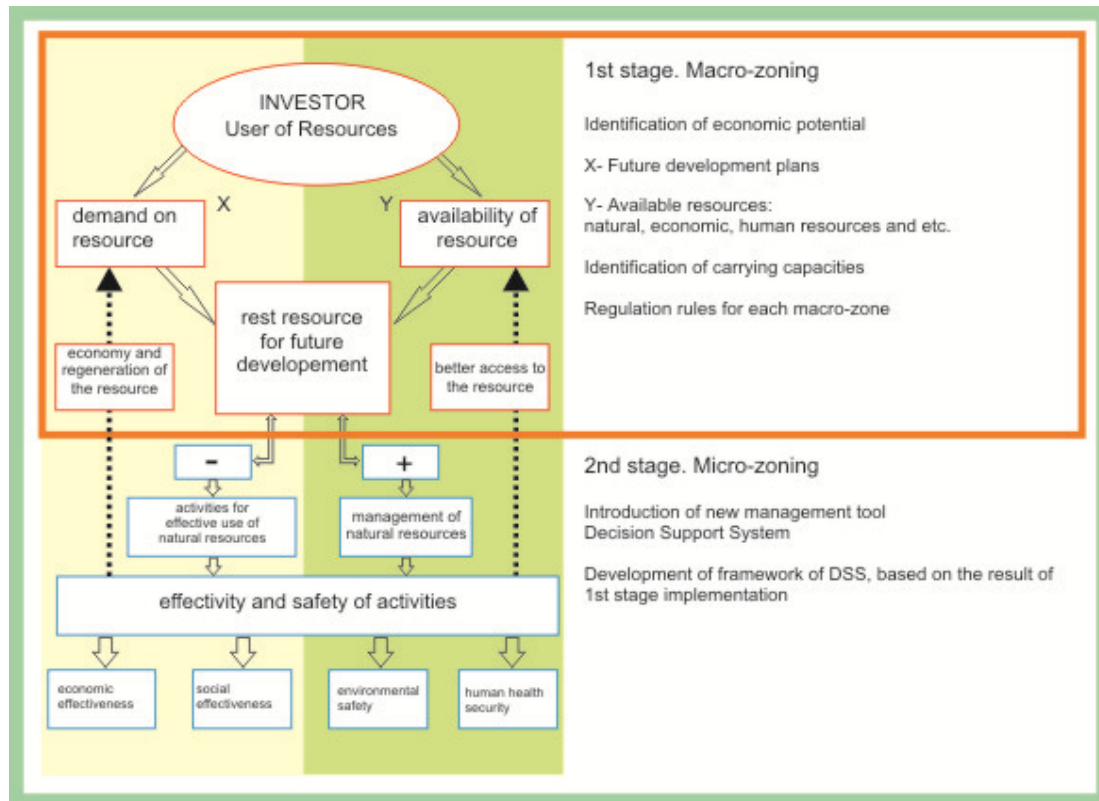 INVESTOR
User of Resources
X
Y
demand on
resource
availability of
resource
rest resource
for future
developement
economy and
regeneration of
the resource
better access to
the resource
-
+
activities for
effective use of
natural resources
management of
natural resources
effectivity and safety of activities
economic
effectiveness
social
effectiveness
environmental
safety
human health
security
1st stage. Macro-zoning
Identification of economic potential
X- Future development plans
Y- Available resources:
natural, economic, human resources and etc.
Identification of carrying capacities
Regulation rules for each macro-zone
2nd stage. Micro-zoning
Introduction of new management tool
Decision Support System
Development of framework of DSS, based on the result of
1st stage implementation